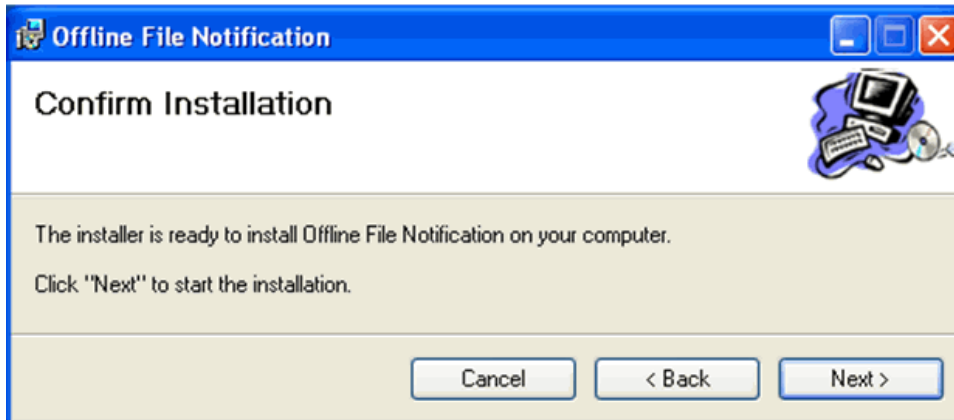 Offline File Notification
Confirm Installation
The installer is ready to install Offline File Notification on your computer.
Click "Next" to start the installation.
Cancel
< Back
Next >